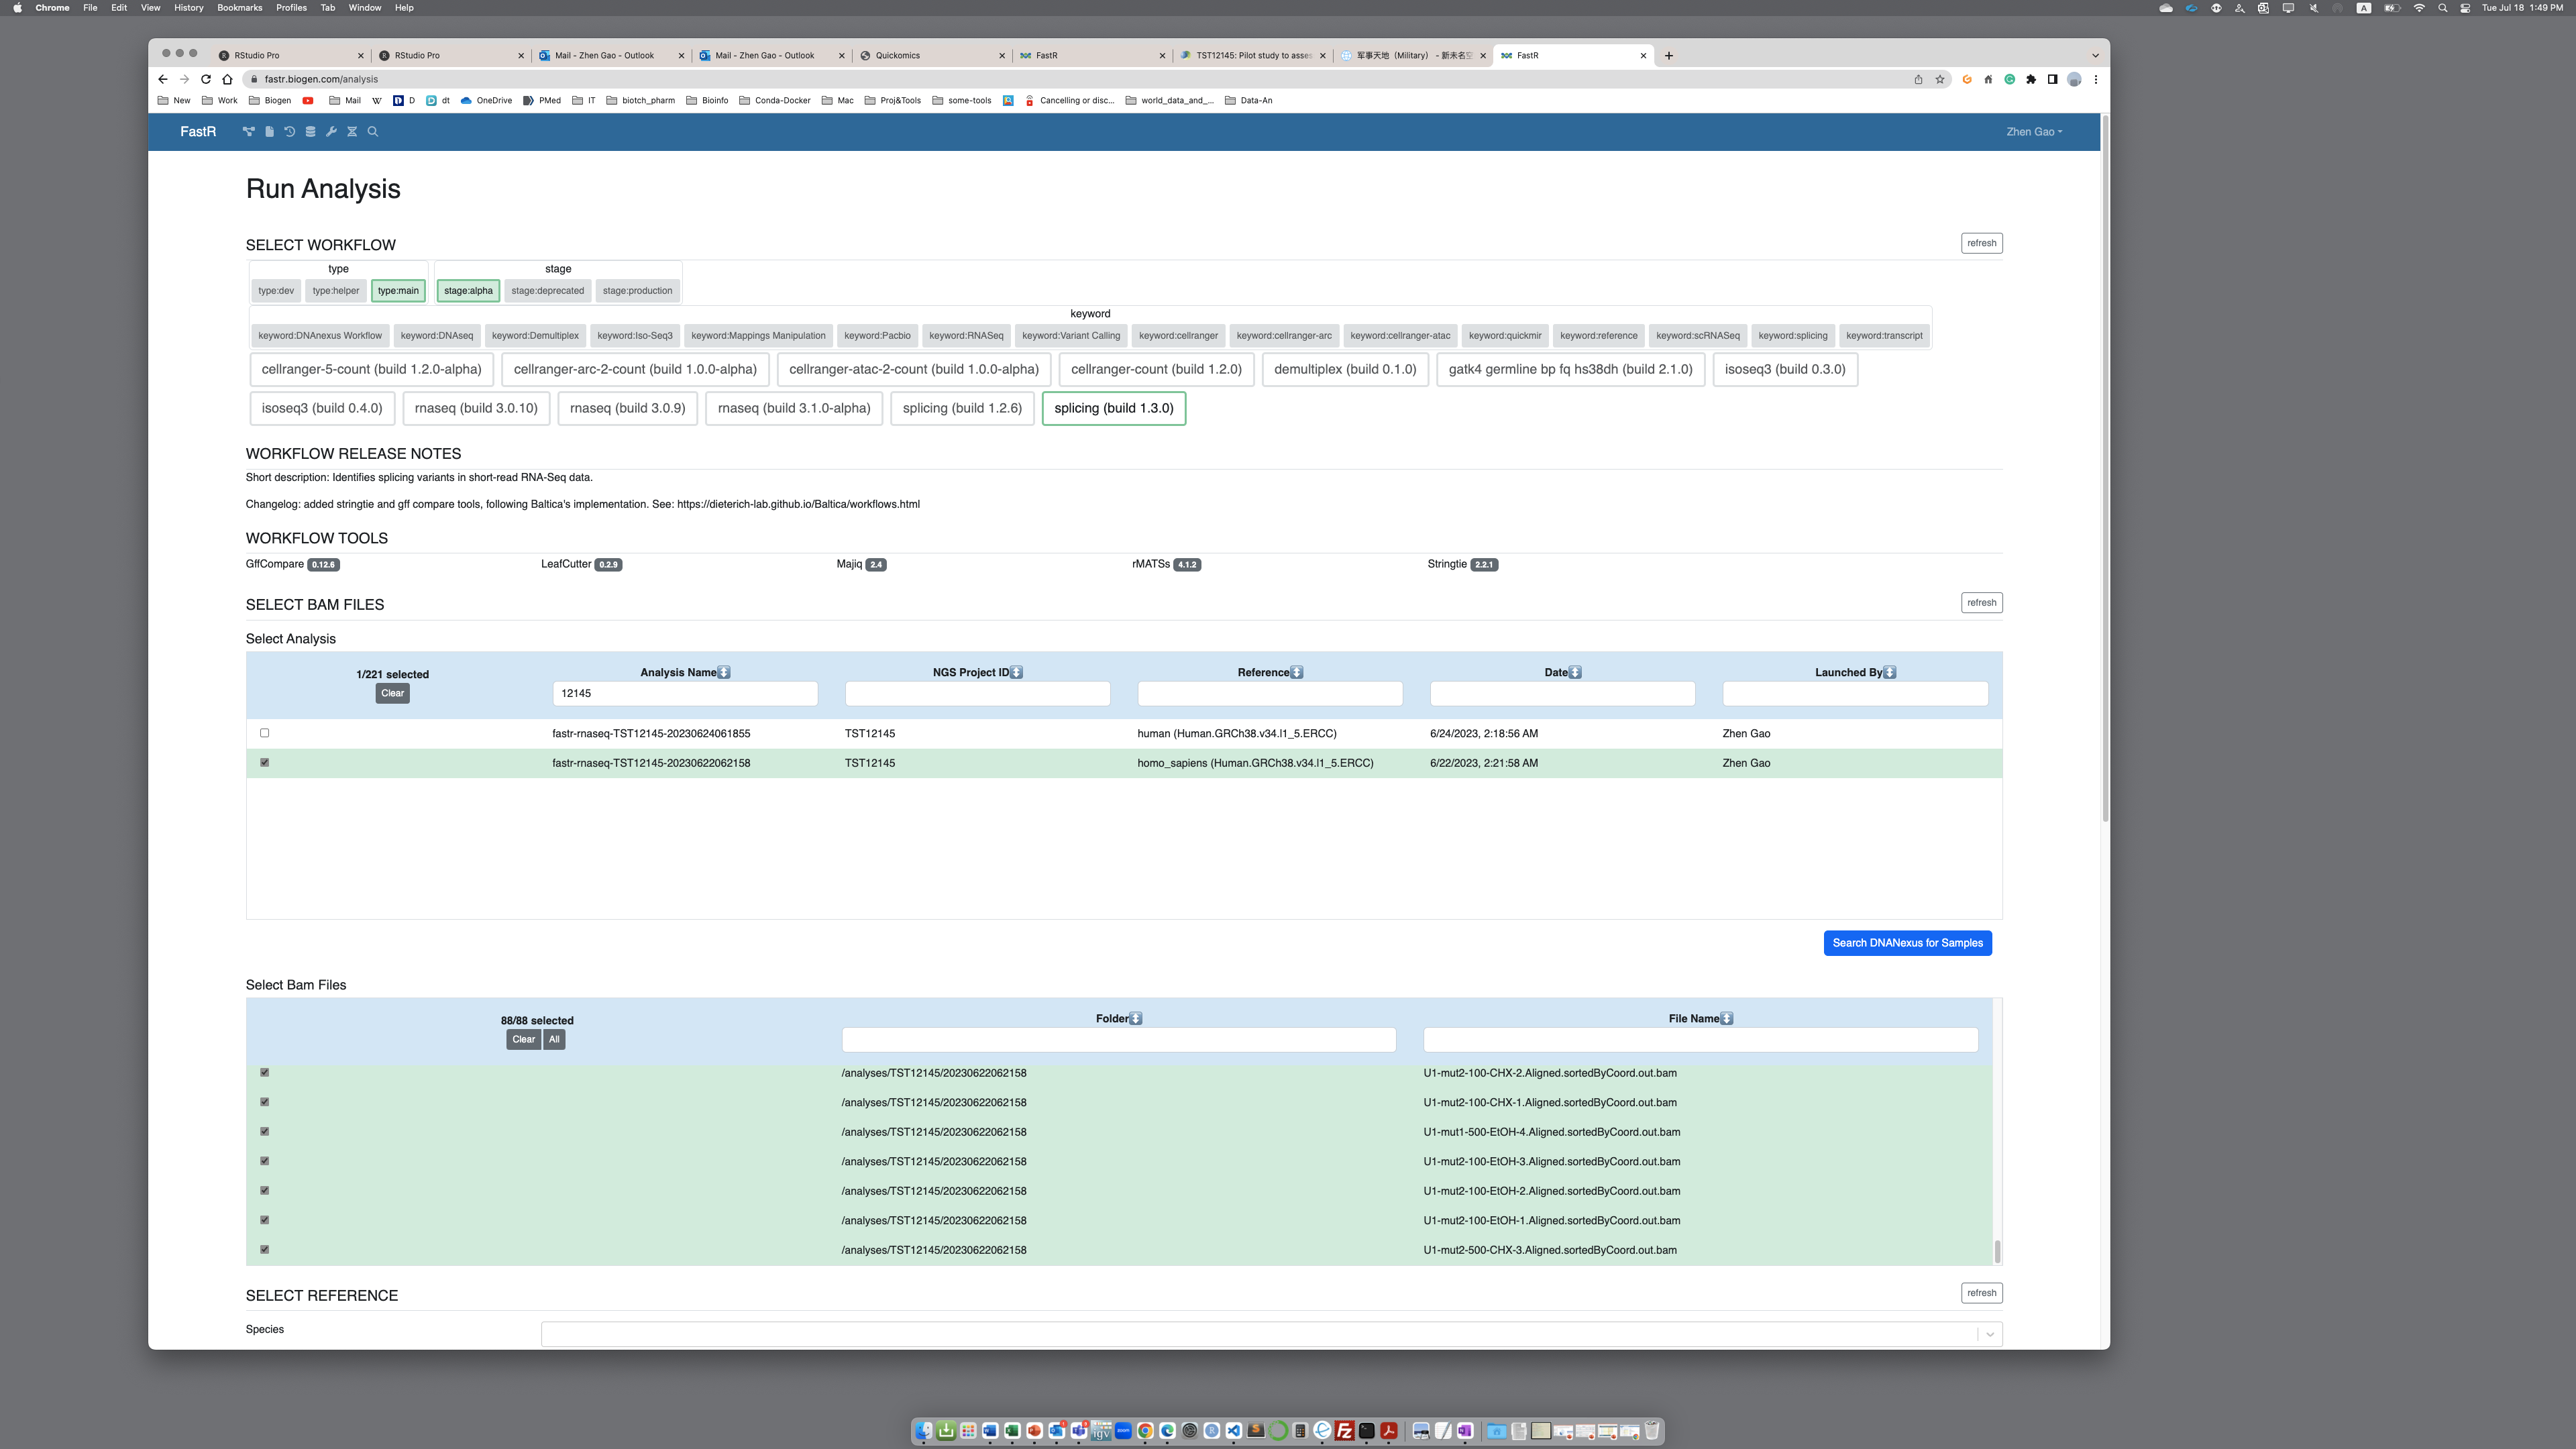 Chrome File Edit View History Bookmarks Profiles Tab Window Help
A Tue Jul 18 1:49 PM
RStudio Pro RStudio Pro Mail - Zhen Gao - Outlook Mail - Zhen Gao - Outlook Quickomics FastR TST12145: Pilot study to asses 军事天地（Military） - 新未名空 FastR
fastr.biogen.com/analysis
New Work Biogen Mail W D dt OneDrive PMed IT biotch_pharm Bioinfo Conda-Docker Mac Proj&Tools some-tools Cancelling or disc... world_data_and_... Data-An
FastR Zhen Gao
Run Analysis
SELECT WORKFLOW refresh
type stage
type:dev type:helper type:main stage:alpha stage:deprecated stage:production
keyword
keyword:DNAnexus Workflow keyword:DNAseq keyword:Demultiplex keyword:Iso-Seq3 keyword:Mappings Manipulation keyword:Pacbio keyword:RNASeq keyword:Variant Calling keyword:cellranger keyword:cellranger-arc keyword:cellranger-atac keyword:quickmir keyword:reference keyword:scRNASeq keyword:splicing keyword:transcript
cellranger-5-count (build 1.2.0-alpha) cellranger-arc-2-count (build 1.0.0-alpha) cellranger-atac-2-count (build 1.0.0-alpha) cellranger-count (build 1.2.0) demultiplex (build 0.1.0) gatk4 germline bp fq hs38dh (build 2.1.0) isoseq3 (build 0.3.0)
isoseq3 (build 0.4.0) rnaseq (build 3.0.10) rnaseq (build 3.0.9) rnaseq (build 3.1.0-alpha) splicing (build 1.2.6) splicing (build 1.3.0)
WORKFLOW RELEASE NOTES
Short description: Identifies splicing variants in short-read RNA-Seq data.
Changelog: added stringtie and gff compare tools, following Baltica's implementation. See: https://dieterich-lab.github.io/Baltica/workflows.html
WORKFLOW TOOLS
GffCompare 0.12.6 LeafCutter 0.2.9 Majiq 2.4 rMATSs 4.1.2 Stringtie 2.2.1
SELECT BAM FILES refresh
Select Analysis
1/221 selected Analysis Name NGS Project ID Reference Date Launched By
Clear 12145
fastr-rnaseq-TST12145-20230624061855 TST12145 human (Human.GRCh38.v34.l1_5.ERCC) 6/24/2023, 2:18:56 AM Zhen Gao
fastr-rnaseq-TST12145-20230622062158 TST12145 homo_sapiens (Human.GRCh38.v34.l1_5.ERCC) 6/22/2023, 2:21:58 AM Zhen Gao
Search DNANexus for Samples
Select Bam Files
88/88 selected Folder File Name
Clear All
/analyses/TST12145/20230622062158 U1-mut2-100-CHX-2.Aligned.sortedByCoord.out.bam
/analyses/TST12145/20230622062158 U1-mut2-100-CHX-1.Aligned.sortedByCoord.out.bam
/analyses/TST12145/20230622062158 U1-mut1-500-EtOH-4.Aligned.sortedByCoord.out.bam
/analyses/TST12145/20230622062158 U1-mut2-100-EtOH-3.Aligned.sortedByCoord.out.bam
/analyses/TST12145/20230622062158 U1-mut2-100-EtOH-2.Aligned.sortedByCoord.out.bam
/analyses/TST12145/20230622062158 U1-mut2-100-EtOH-1.Aligned.sortedByCoord.out.bam
/analyses/TST12145/20230622062158 U1-mut2-500-CHX-3.Aligned.sortedByCoord.out.bam
SELECT REFERENCE refresh
Species